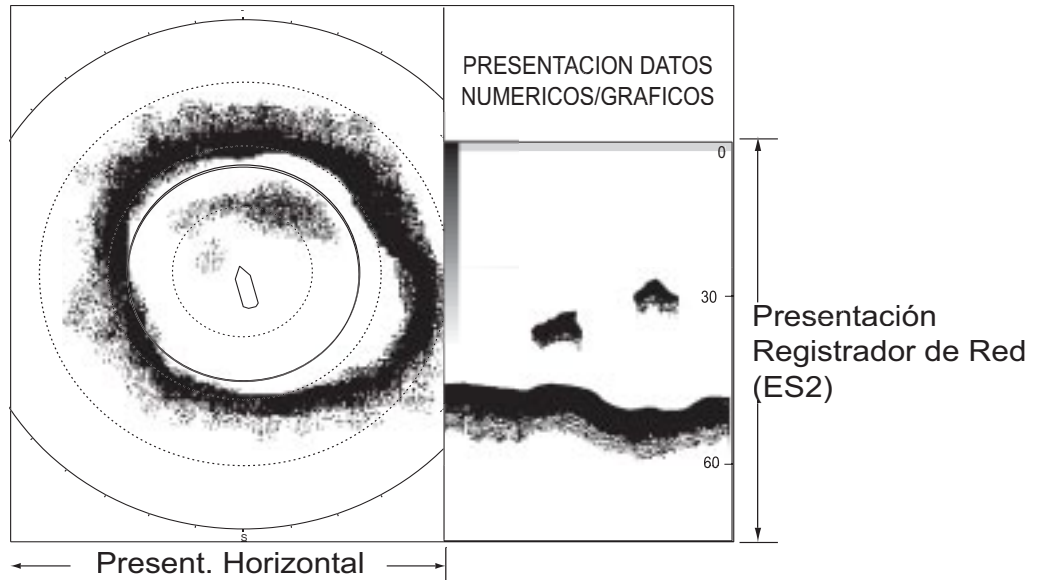 PRESENTACION DATOS
NUMERICOS/GRAFICOS
0
30
60
Presentación
Registrador de Red
(ES2)
S
Present. Horizontal